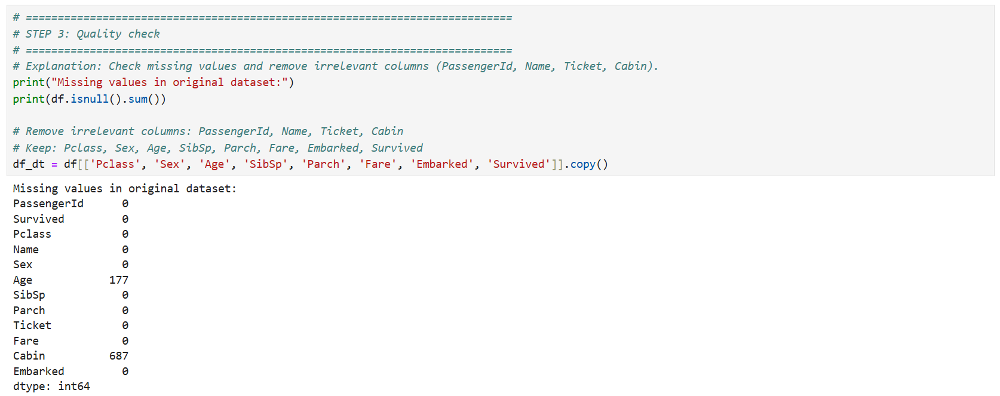 # ============================================================================
# STEP 3: Quality check
# ============================================================================
# Explanation: Check missing values and remove irrelevant columns (PassengerId, Name, Ticket, Cabin).
print("Missing values in original dataset:")
print(df.isnull().sum())
# Remove irrelevant columns: PassengerId, Name, Ticket, Cabin
# Keep: Pclass, Sex, Age, SibSp, Parch, Fare, Embarked, Survived
df_dt = df[['Pclass', 'Sex', 'Age', 'SibSp', 'Parch', 'Fare', 'Embarked', 'Survived']].copy()
Missing values in original dataset:
PassengerId      0
Survived         0
Pclass           0
Name             0
Sex              0
Age            177
SibSp            0
Parch            0
Ticket           0
Fare             0
Cabin          687
Embarked         0
dtype: int64